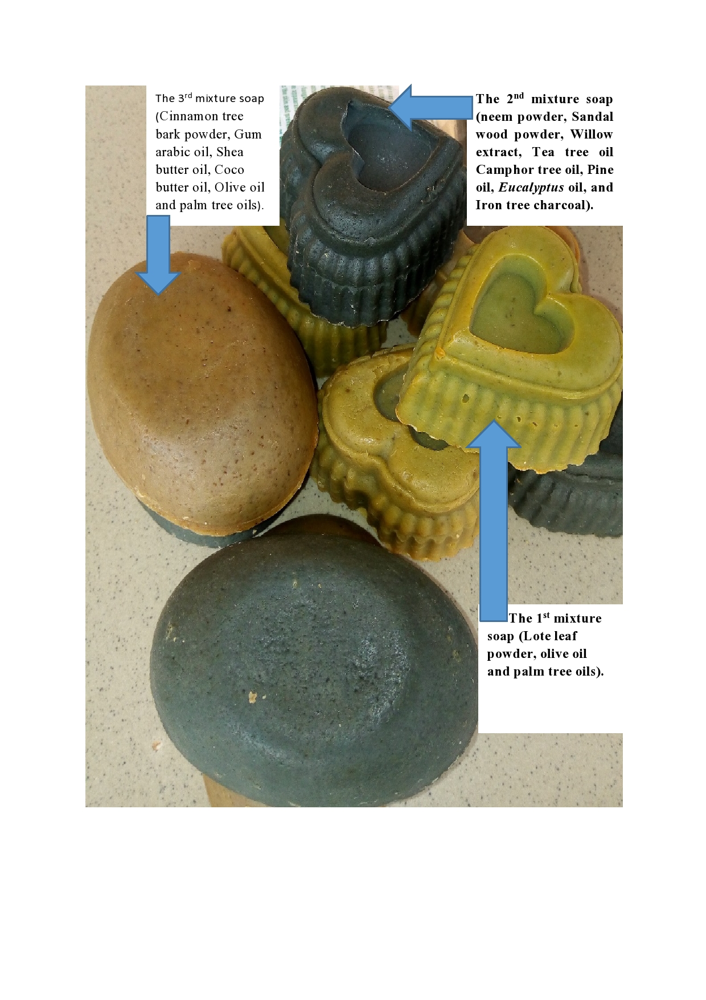 The 3rd mixture soap
(Cinnamon tree
bark powder, Gum
arabic oil, Shea
butter oil, Coco
butter oil, Olive oil
and palm tree oils).
The 2nd mixture soap
(neem powder, Sandal
wood powder, Willow
extract, Tea tree oil
Camphor tree oil, Pine
oil, Eucalyptus oil, and
Iron tree charcoal).
The 1st mixture
soap (Lote leaf
powder, olive oil
and palm tree oils).